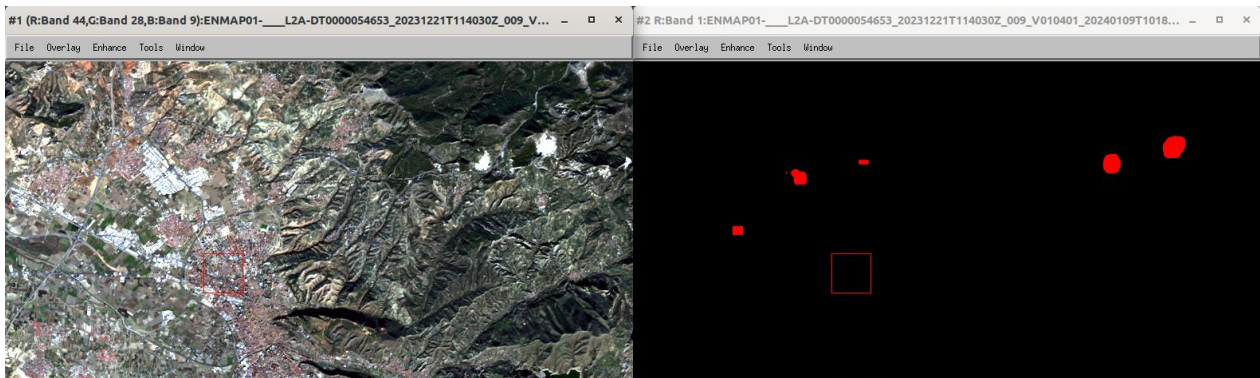 #1 (R:Band 44,G:Band 28,B:Band 9):ENMAP01-____L2A-DT0000054653_20231221T114030Z_009_V...
File Overlay Enhance Tools Window
#2 R:Band 1:ENMAP01-____L2A-DT0000054653_20231221T114030Z_009_V010401_20240109T1018...
File Overlay Enhance Tools Window